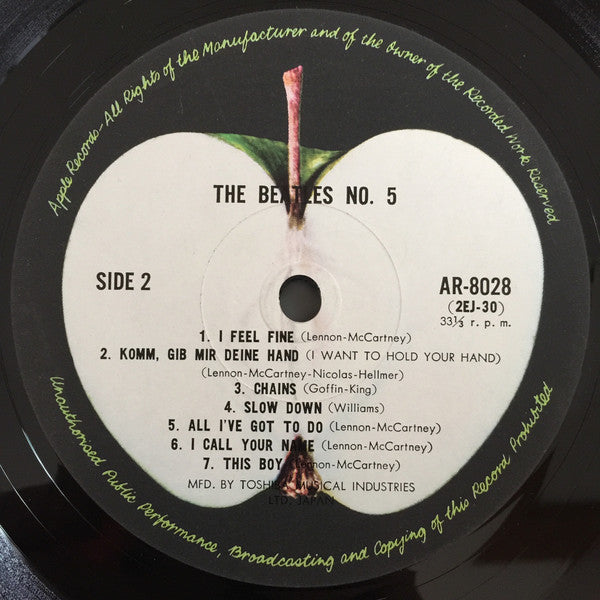 Apple Records-All Rights of the Manufacturer and of the Owner of the Recorded Work Reserved
THE BEATLES NO. 5
SIDE 2
AR-8028
(2EJ-30)
33⅓ r. p. m.
1. I FEEL FINE (Lennon-McCartney)
2. KOMM, GIB MIR DEINE HAND (I WANT TO HOLD YOUR HAND)
(Lennon-McCartney-Nicolas-Hellmer)
3. CHAINS (Goffin-King)
4. SLOW DOWN (Williams)
5. ALL I'VE GOT TO DO (Lennon-McCartney)
6. I CALL YOUR NAME (Lennon-McCartney)
7. THIS BOY (Lennon-McCartney)
MFD. BY TOSHIBA MUSICAL INDUSTRIES
LTD. JAPAN
Unauthorised Public Performance, Broadcasting and Copying of this Record Prohibited